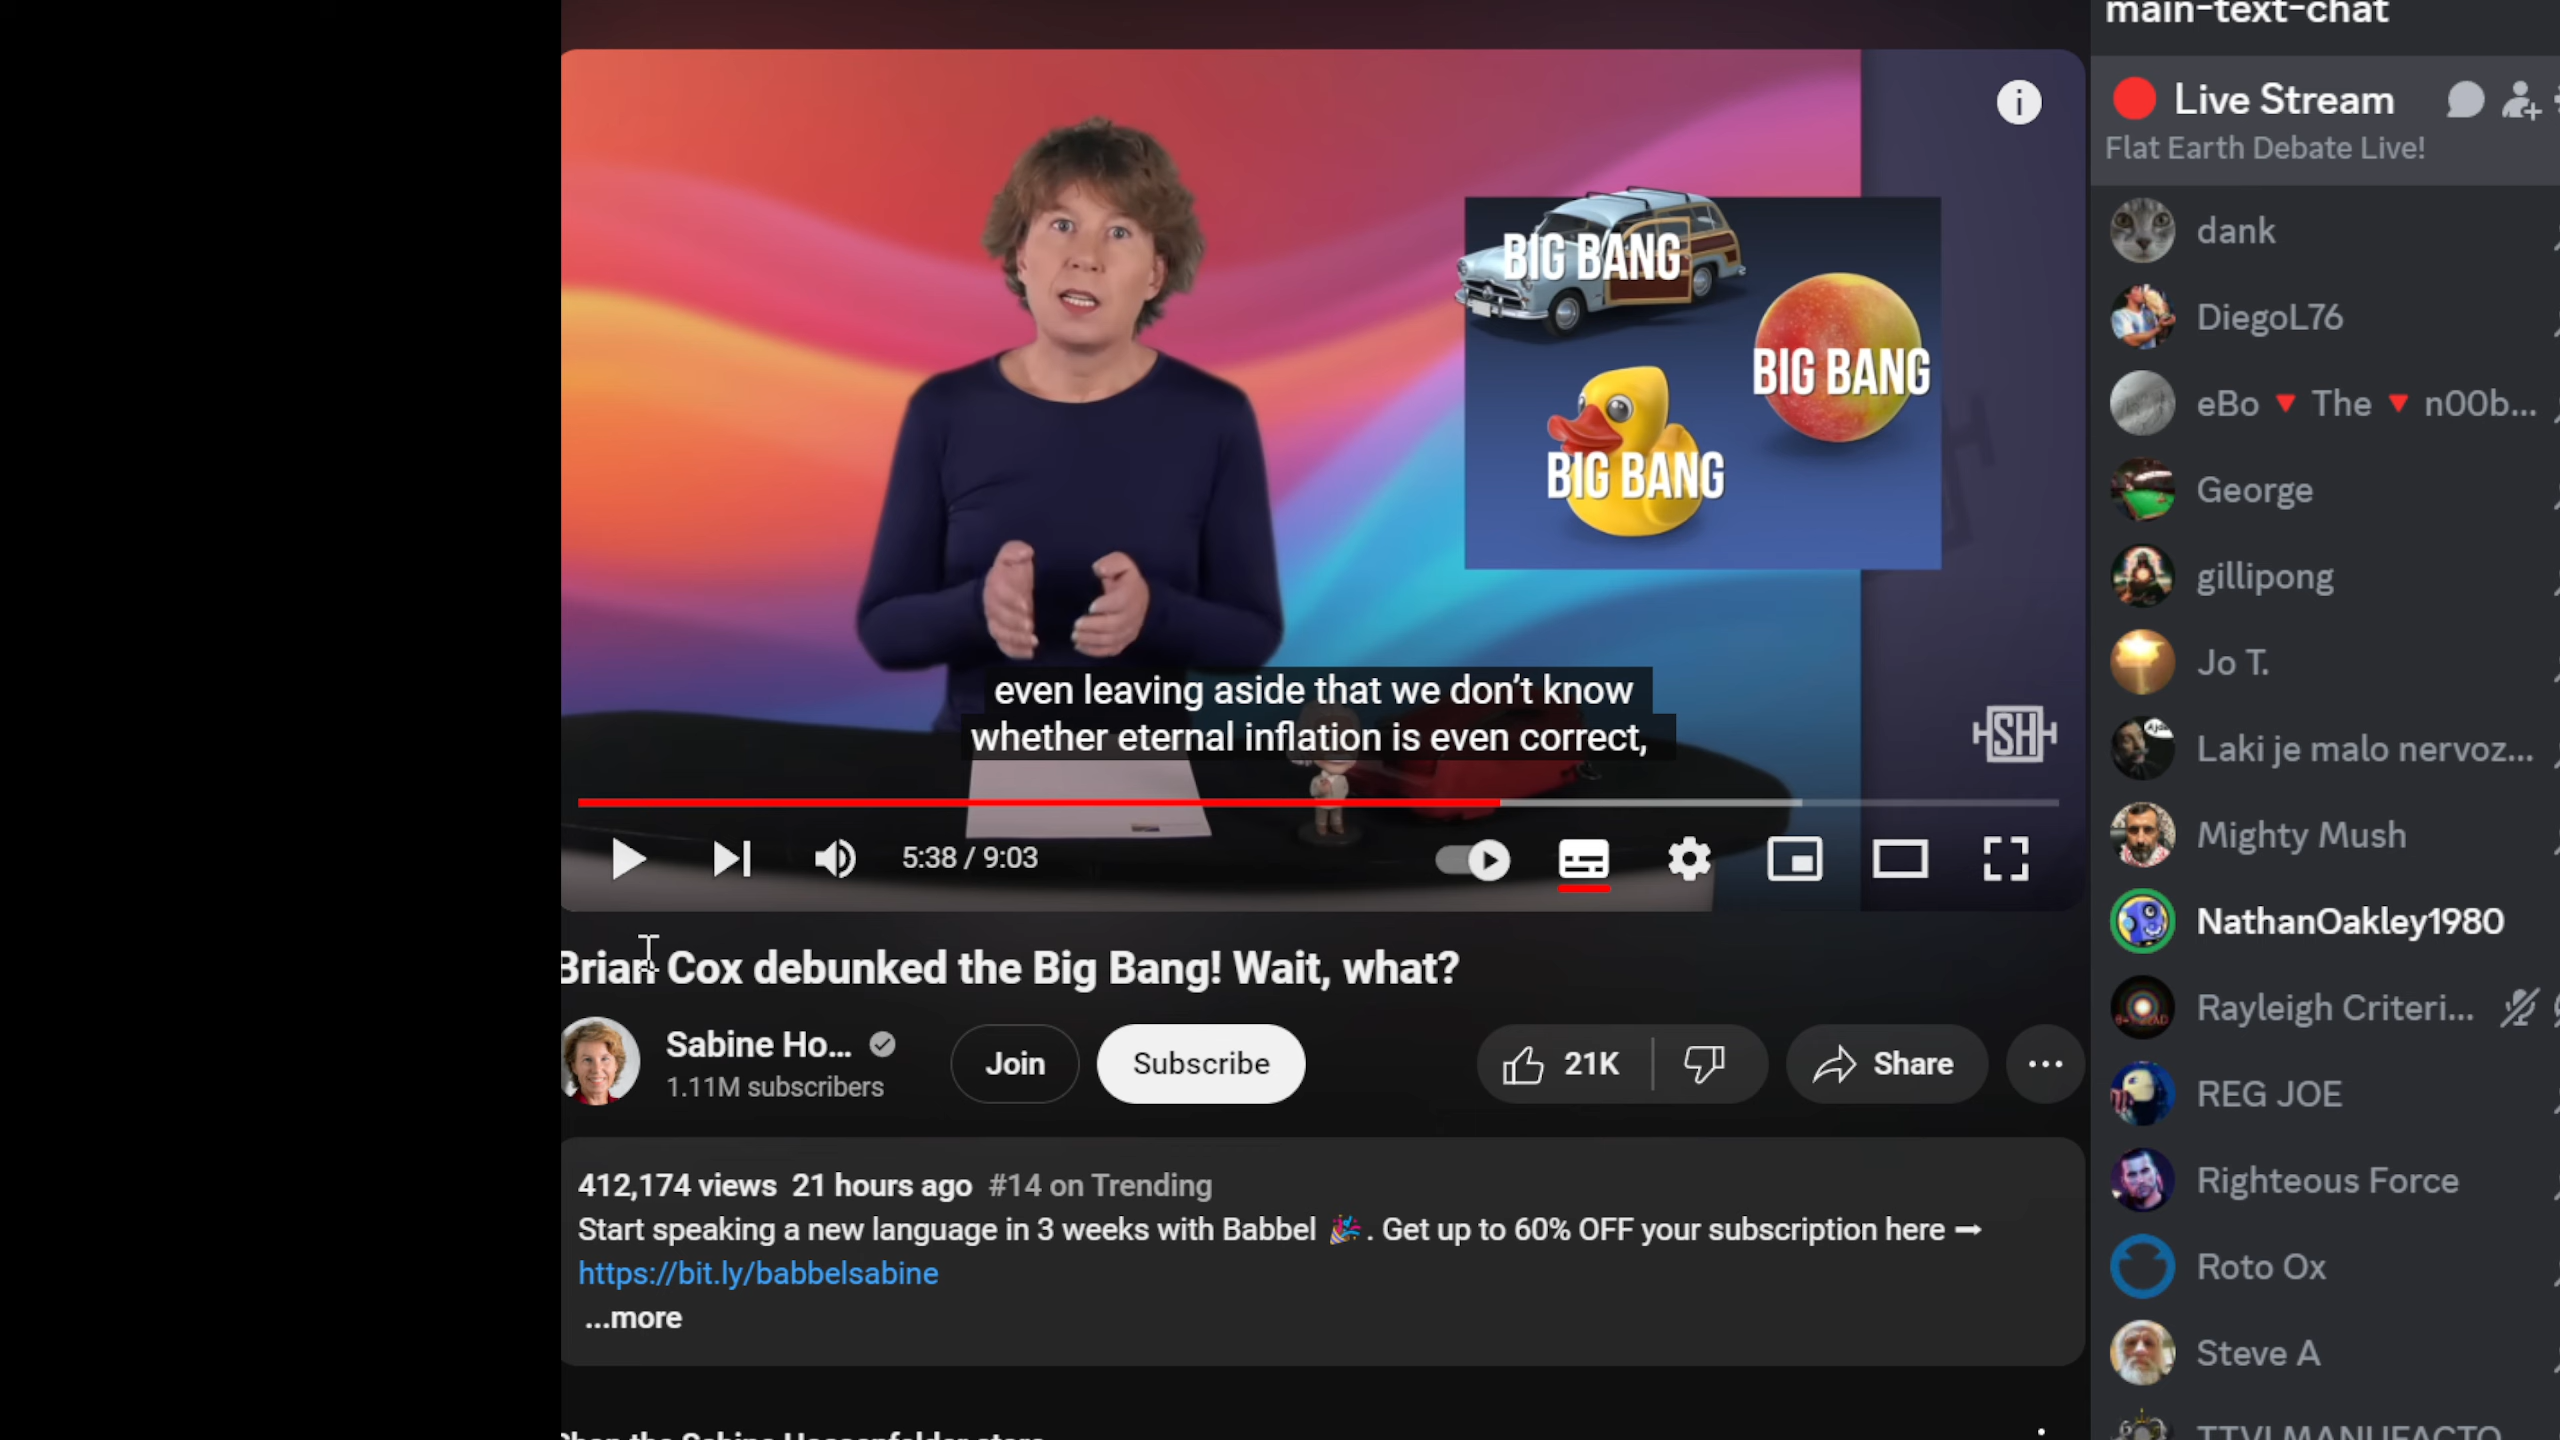 BIG BANG
BIG BANG
BIG BANG
SH
even leaving aside that we don't know
whether eternal inflation is even correct,
5:38 / 9:03
Brian Cox debunked the Big Bang! Wait, what?
Sabine Ho...
1.11M subscribers
Join
Subscribe
21K
Share
412,174 views 21 hours ago #14 on Trending
Start speaking a new language in 3 weeks with Babbel 🎉. Get up to 60% OFF your subscription here ➞
https://bit.ly/babbelsabine
...more
main-text-chat
Live Stream
Flat Earth Debate Live!
dank
DiegoL76
eBo 🔻 The 🔻 n00b...
George
gillipong
Jo T.
Laki je malo nervoz...
Mighty Mush
NathanOakley1980
Rayleigh Criteri...
REG JOE
Righteous Force
Roto Ox
Steve A